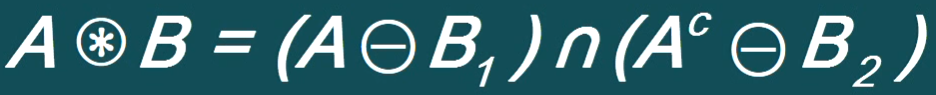 A ⊛ B = (A ⊖ B₁) ∩ (Aᶜ ⊖ B₂)